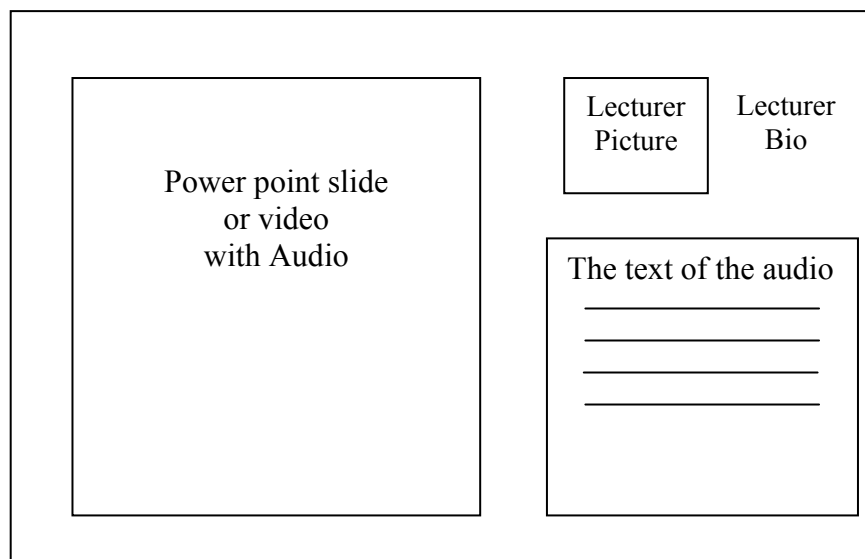 Power point slide
or video
with Audio
Lecturer
Picture
Lecturer
Bio
The text of the audio